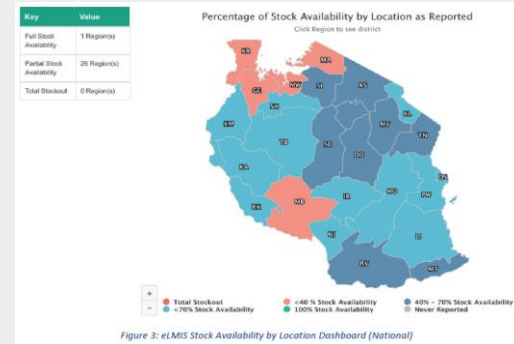 Key Value
Full Stock
Availability
1 Region(s)
Partial Stock
Availability
26 Region(s)
Total Stockout 0 Region(s)
Percentage of Stock Availability by Location as Reported
Click Region to see district
KR
MA
GE
MW
SI
AS
SH
KL
KM
TB
MY
TN
SD
DO
KA
DS
MO
PW
RK
MB
IR
NJ
LI
RV
MT
+
−
Total Stockout
<40 % Stock Availability
40% - 70% Stock Availability
<70% Stock Availability
100% Stock Availability
Never Reported
Figure 3: eLMIS Stock Availability by Location Dashboard (National)